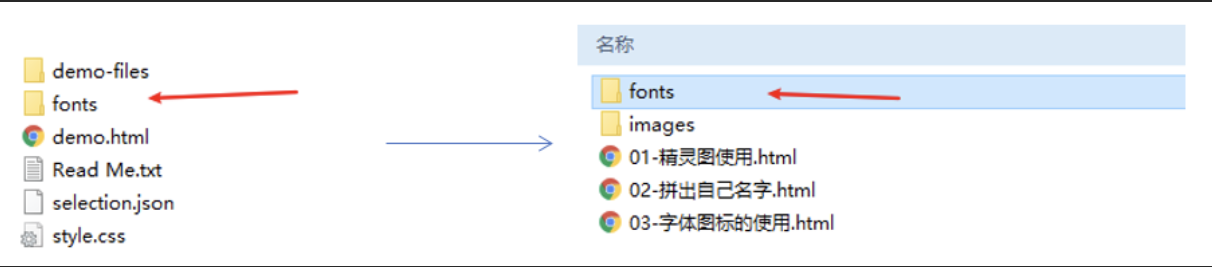 demo-files
fonts
demo.html
Read Me.txt
selection.json
style.css
名称
fonts
images
01-精灵图使用.html
02-拼出自己名字.html
03-字体图标的使用.html